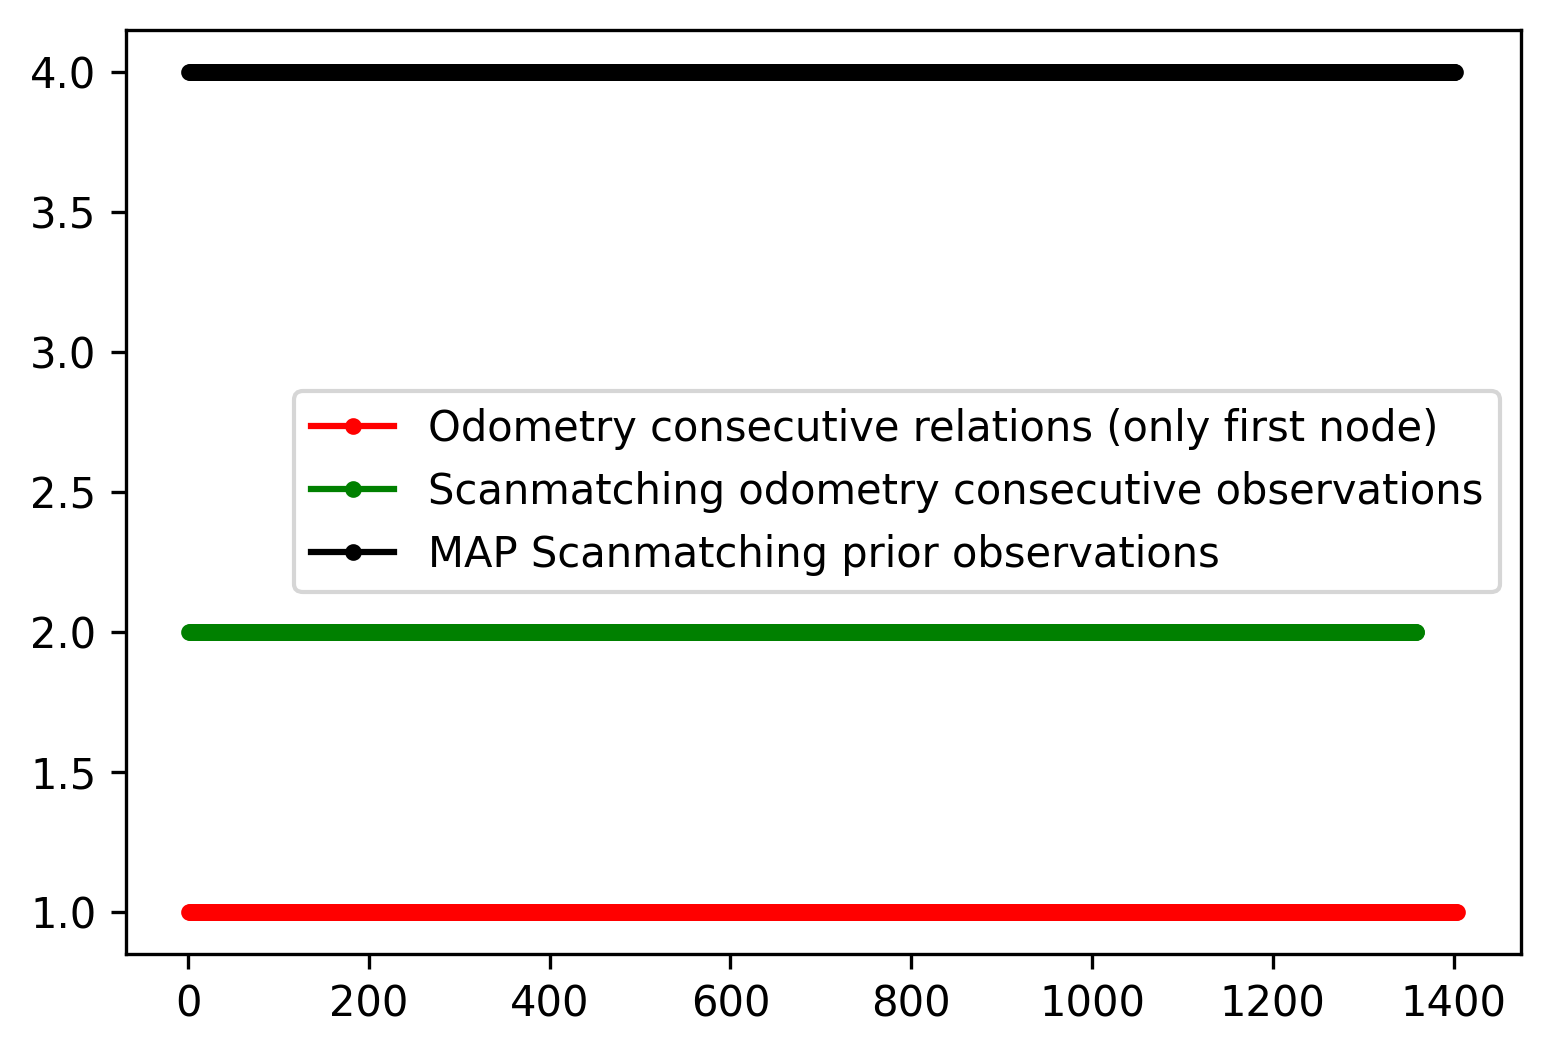 4.0
3.5
3.0
2.5
2.0
1.5
1.0
Odometry consecutive relations (only first node)
Scanmatching odometry consecutive observations
MAP Scanmatching prior observations
0 200 400 600 800 1000 1200 1400